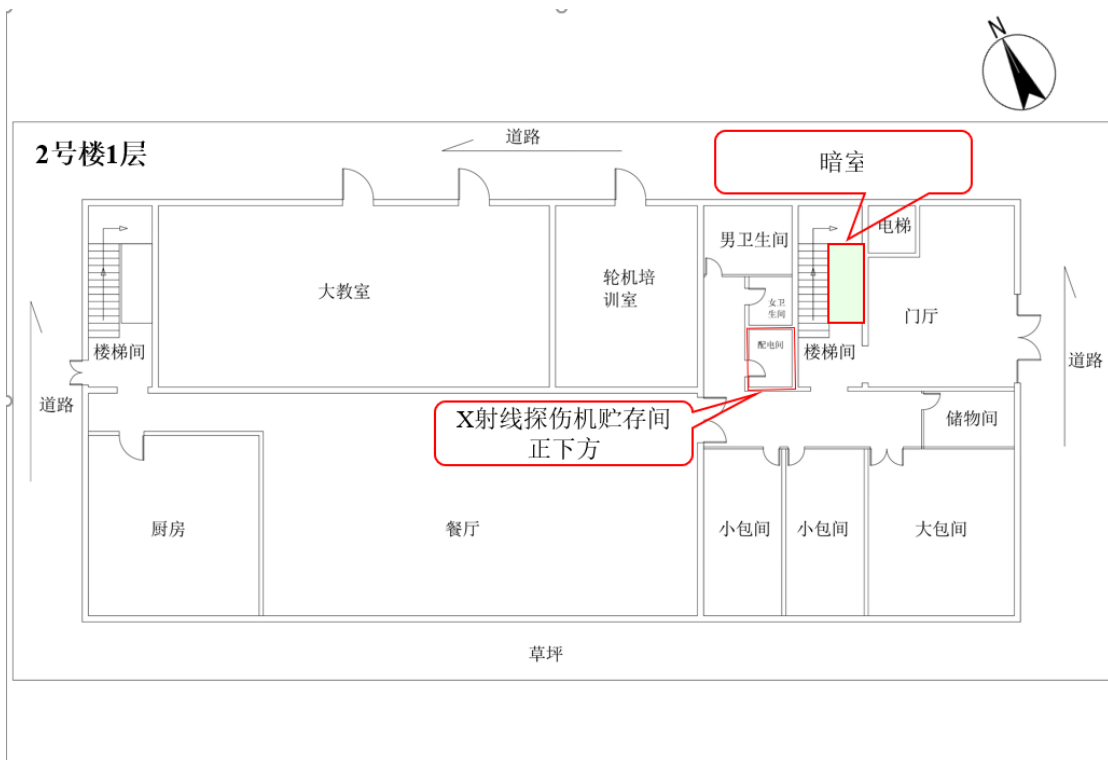 N
2号楼1层
道路
暗室
男卫生间
电梯
大教室
轮机培
训室
女卫
生间
门厅
配电间
楼梯间
楼梯间
道路
道路
X射线探伤机贮存间
正下方
储物间
厨房
餐厅
小包间
小包间
大包间
草坪